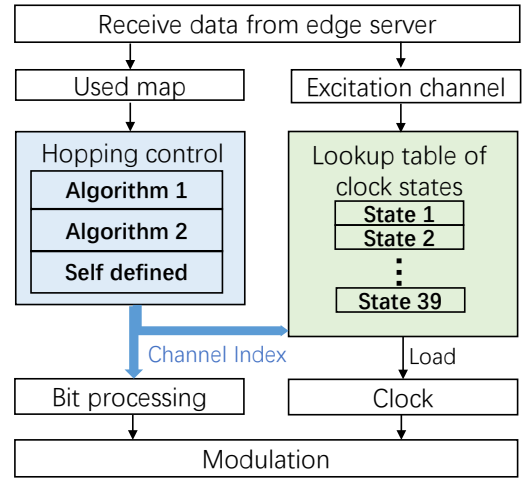 Receive data from edge server
Used map
Excitation channel
Hopping control
Algorithm 1
Algorithm 2
Self defined
Lookup table of
clock states
State 1
State 2
State 39
Channel Index
Load
Bit processing
Clock
Modulation